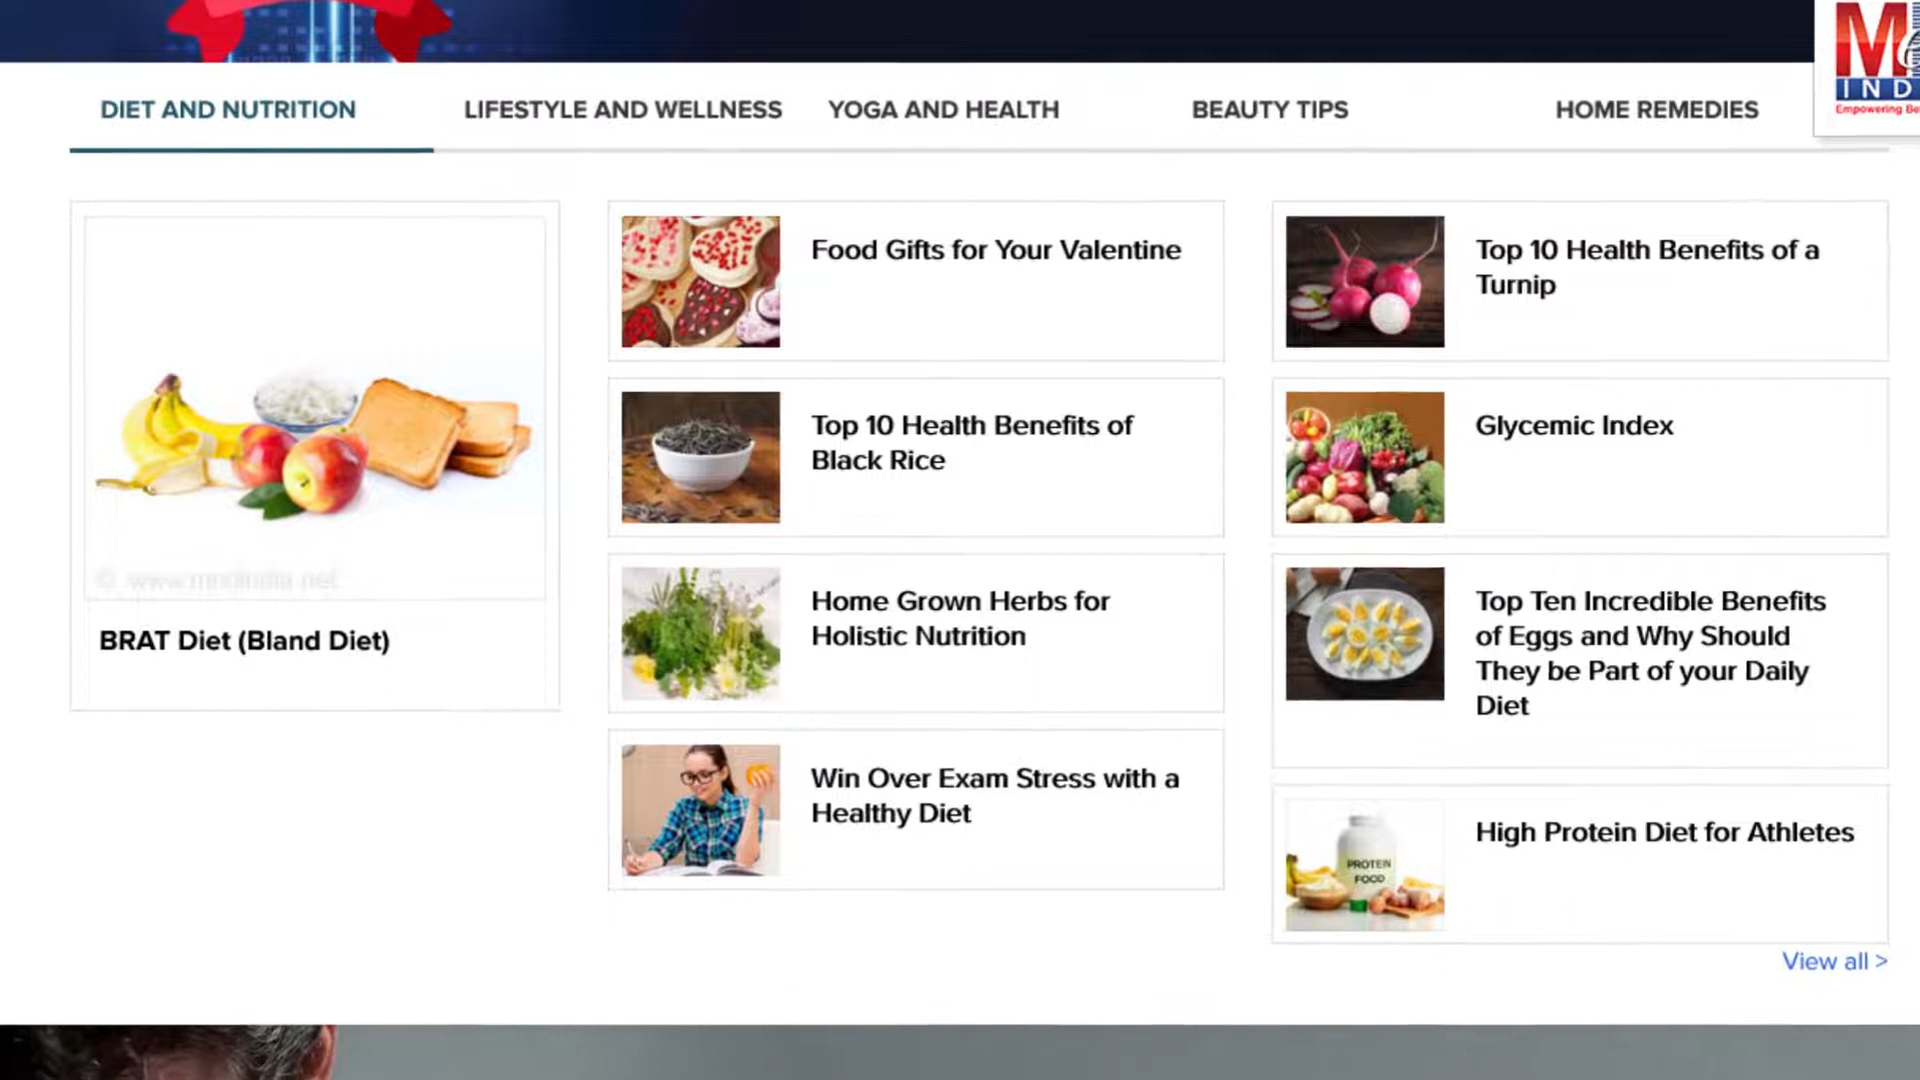 DIET AND NUTRITION
LIFESTYLE AND WELLNESS
YOGA AND HEALTH
BEAUTY TIPS
HOME REMEDIES
IND
Empowering Be
BRAT Diet (Bland Diet)
Food Gifts for Your Valentine
Top 10 Health Benefits of
Black Rice
Home Grown Herbs for
Holistic Nutrition
Win Over Exam Stress with a
Healthy Diet
Top 10 Health Benefits of a
Turnip
Glycemic Index
Top Ten Incredible Benefits
of Eggs and Why Should
They be Part of your Daily
Diet
PROTEIN
FOOD
High Protein Diet for Athletes
View all >